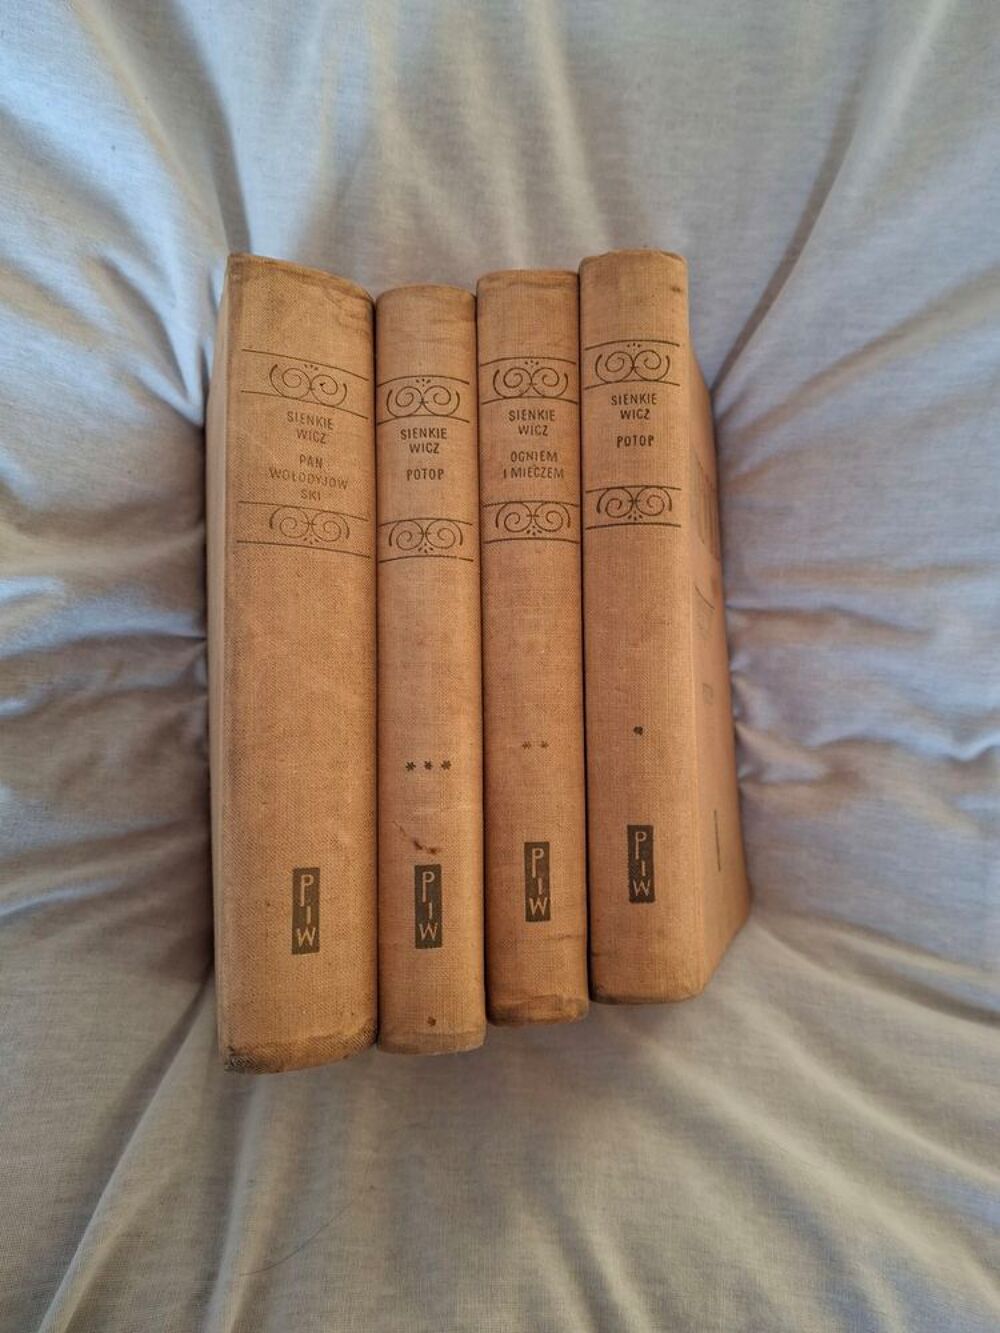 SIENKIE
WICZ
PAN
WOŁODYJOW
SKI
PIW
SIENKIE
WICZ
POTOP
***
PIW
SIENKIE
WICZ
OGNIEM
I MIECZEM
**
PIW
SIENKIE
WICZ
POTOP
*
PIW